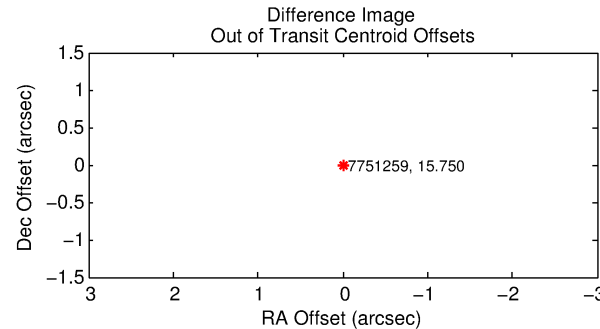 Difference Image
Out of Transit Centroid Offsets
1.5
1
0.5
0
−0.5
−1
−1.5
Dec Offset (arcsec)
7751259, 15.750
3 2 1 0 −1 −2 −3
RA Offset (arcsec)